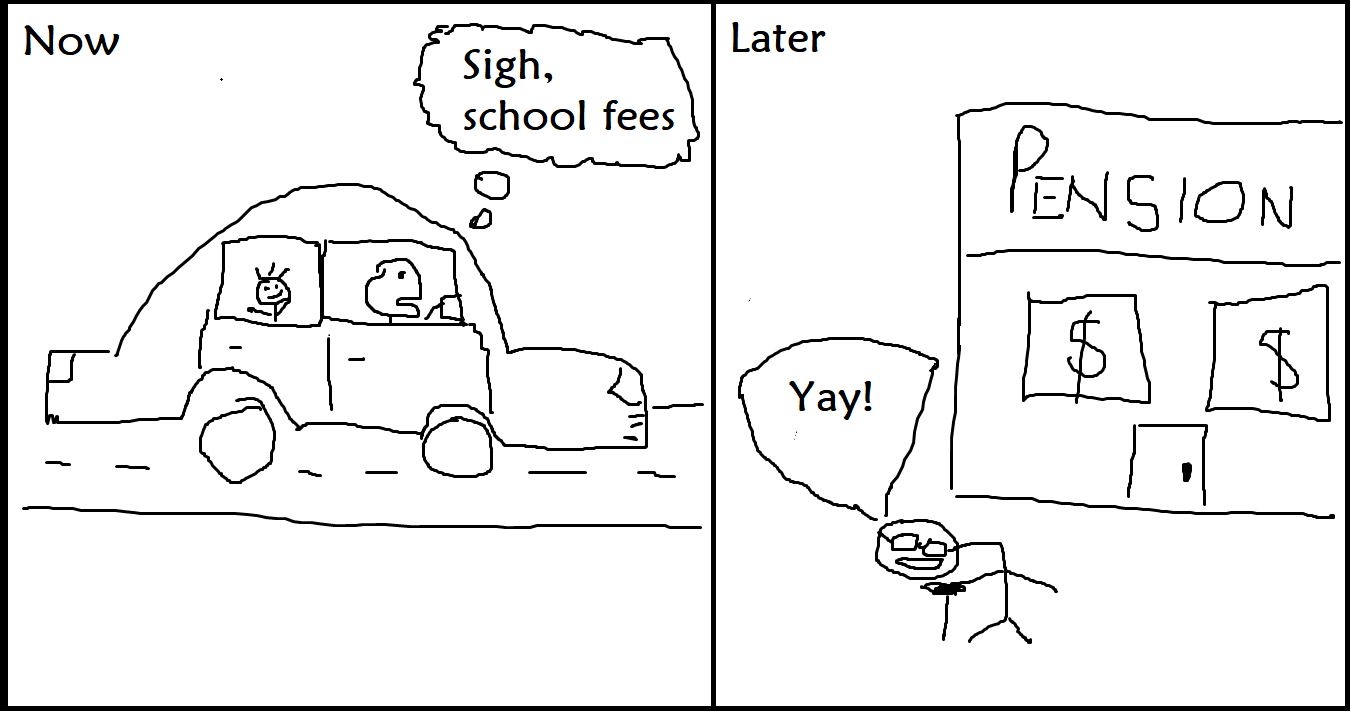 Now
Sigh,
school fees
Later
PENSION
$ $
Yay!